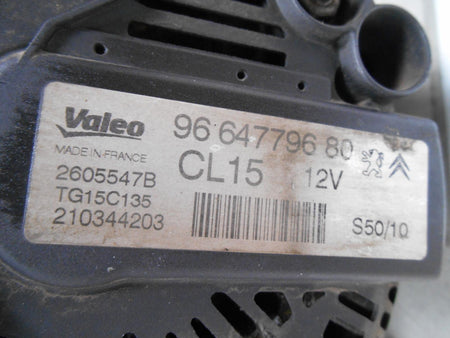 Valeo
MADE IN FRANCE
2605547B
TG15C135
210344203
96 647796 80
CL15 12V
S50/10